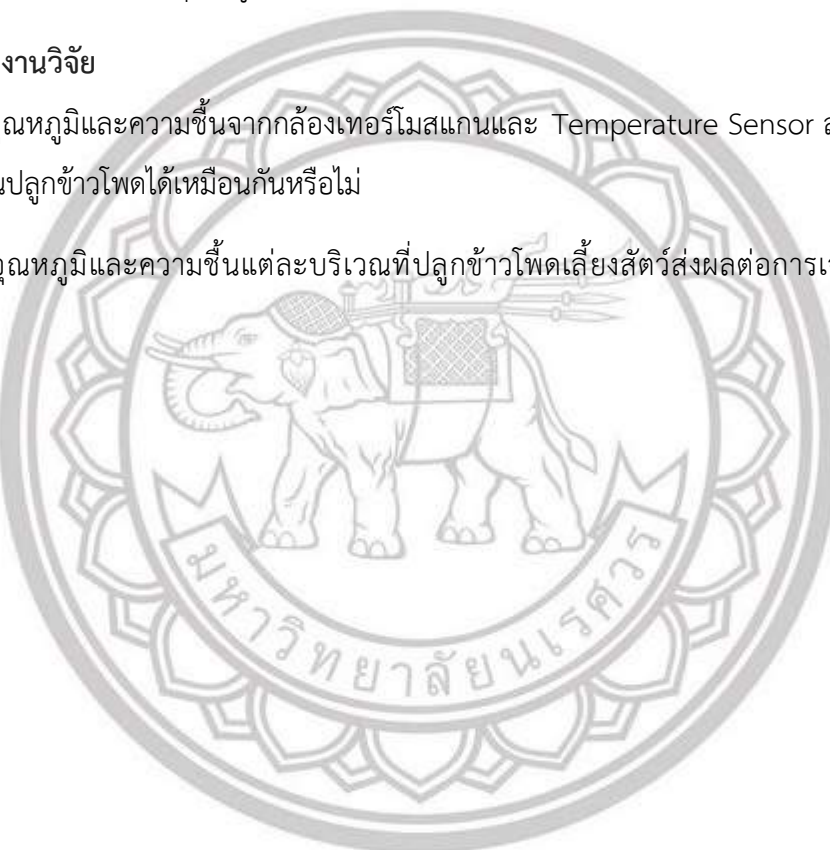 งานวิจัย
ุณหภูมิและความชื้นจากกล้องเทอร์โมสแกนและ Temperature Sensor ส
นปลูกข้าวโพดได้เหมือนกันหรือไม่
อุณหภูมิและความชื้นแต่ละบริเวณที่ปลูกข้าวโพดเลี้ยงสัตว์ส่งผลต่อการเ
มหาวิทยาลัยนเรศวร